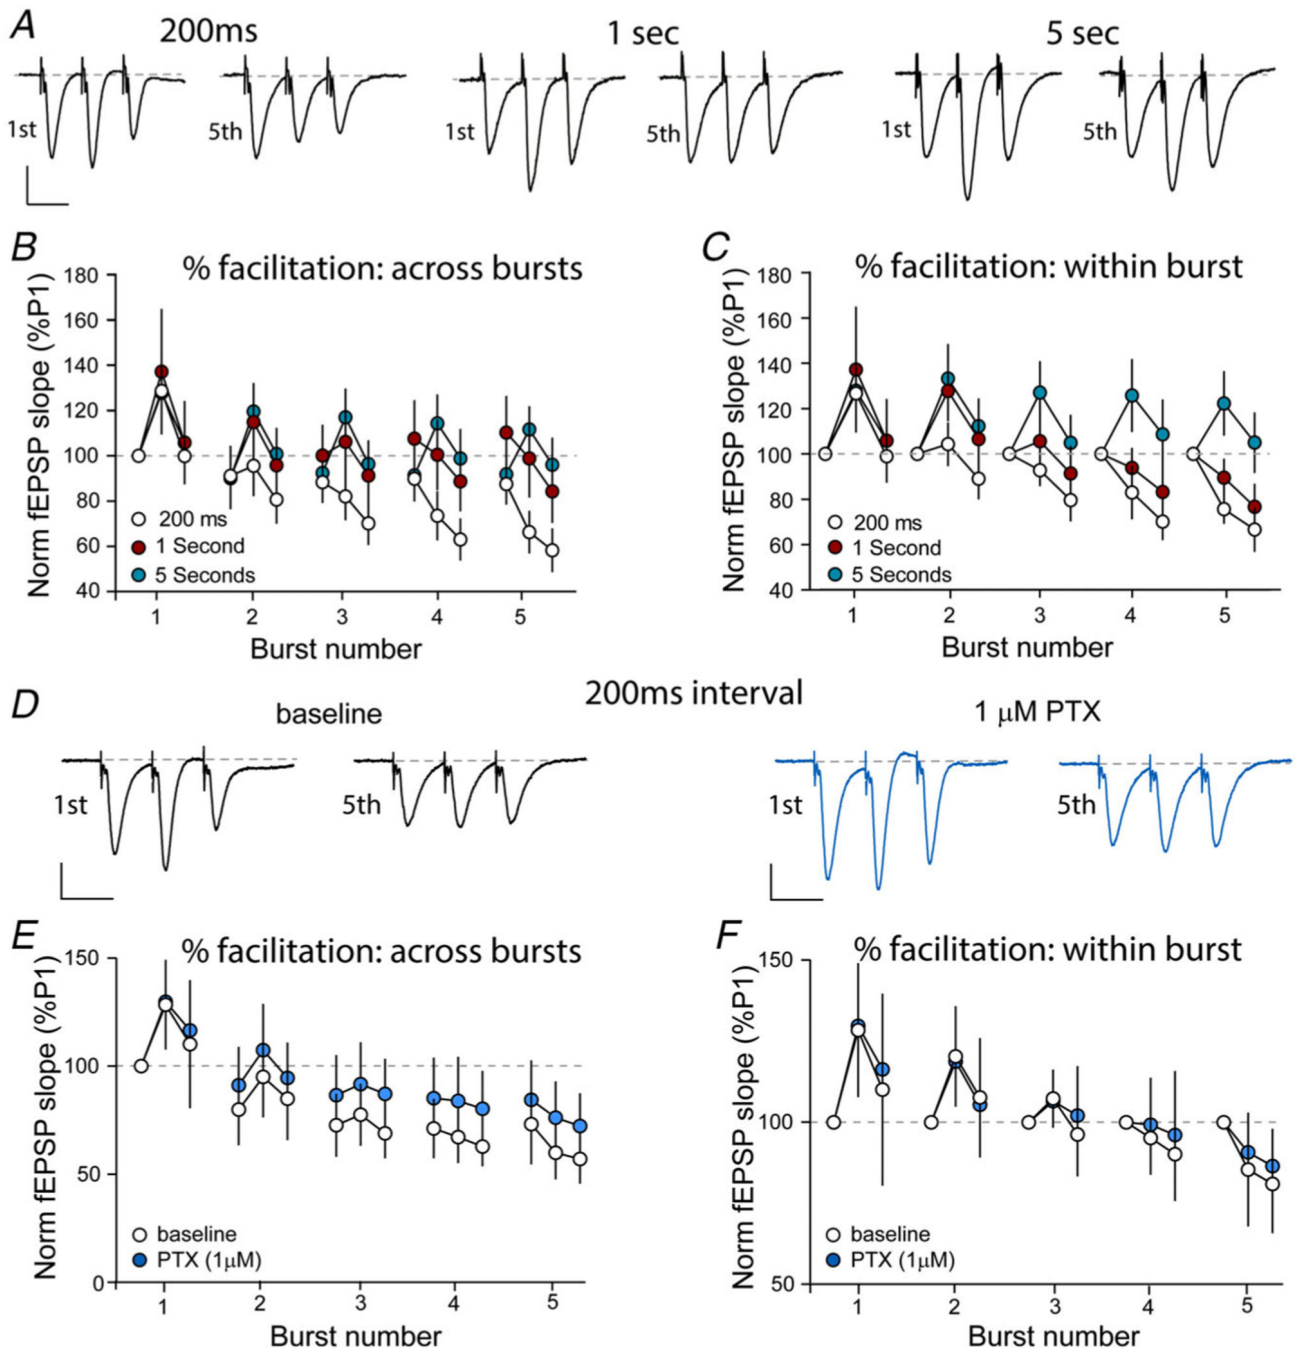 A
200ms
1 sec
5 sec
1st
5th
1st
5th
1st
5th
B
% facilitation: across bursts
Norm fEPSP slope (%P1)
180
160
140
120
100
80
60
40
200 ms
1 Second
5 Seconds
1
2
3
4
5
Burst number
C
% facilitation: within burst
Norm fEPSP slope (%P1)
180
160
140
120
100
80
60
40
200 ms
1 Second
5 Seconds
1
2
3
4
5
Burst number
D
200ms interval
baseline
1 μM PTX
1st
5th
1st
5th
E
% facilitation: across bursts
Norm fEPSP slope (%P1)
150
100
50
0
baseline
PTX (1μM)
1
2
3
4
5
Burst number
F
% facilitation: within burst
Norm fEPSP slope (%P1)
150
100
50
baseline
PTX (1μM)
1
2
3
4
5
Burst number